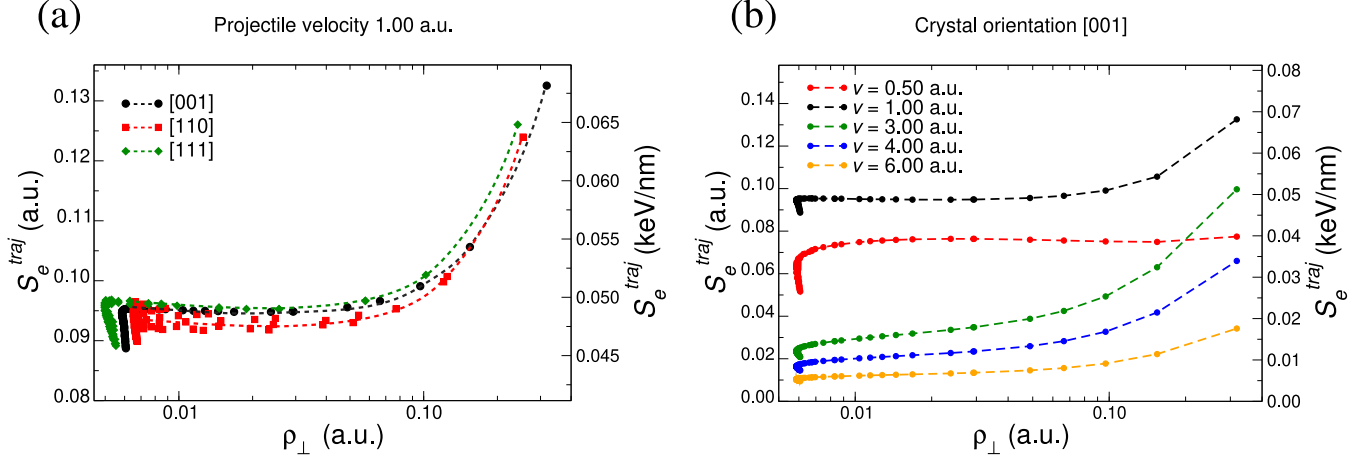 (a)
Projectile velocity 1.00 a.u.
S_e^traj (a.u.)
0.13
0.12
0.11
0.10
0.09
0.08
[001]
[110]
[111]
0.065
0.060
0.055
0.050
0.045
S_e^traj (keV/nm)
0.01
0.10
ρ⊥ (a.u.)
(b)
Crystal orientation [001]
S_e^traj (a.u.)
0.14
0.12
0.10
0.08
0.06
0.04
0.02
0.00
v = 0.50 a.u.
v = 1.00 a.u.
v = 3.00 a.u.
v = 4.00 a.u.
v = 6.00 a.u.
0.08
0.07
0.06
0.05
0.04
0.03
0.02
0.01
0.00
S_e^traj (keV/nm)
0.01
0.10
ρ⊥ (a.u.)